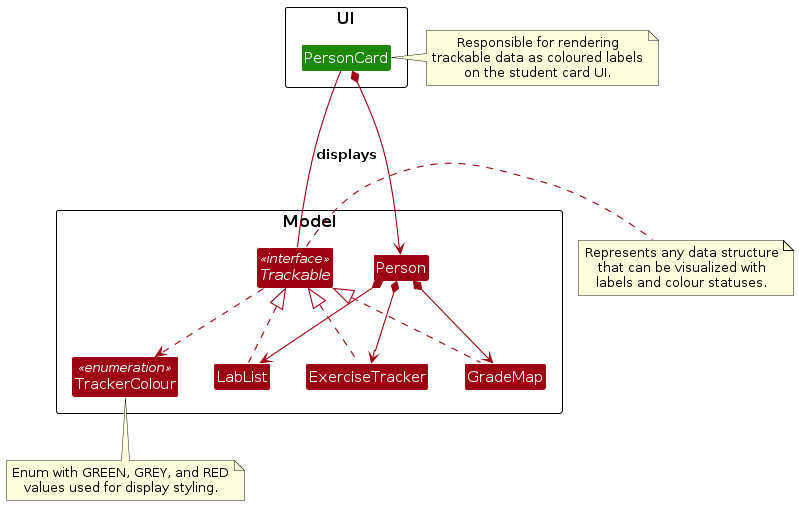 UI
PersonCard
Responsible for rendering
trackable data as coloured labels
on the student card UI.
displays
Model
«interface»
Trackable
Person
Represents any data structure
that can be visualized with
labels and colour statuses.
«enumeration»
TrackerColour
LabList
ExerciseTracker
GradeMap
Enum with GREEN, GREY, and RED
values used for display styling.